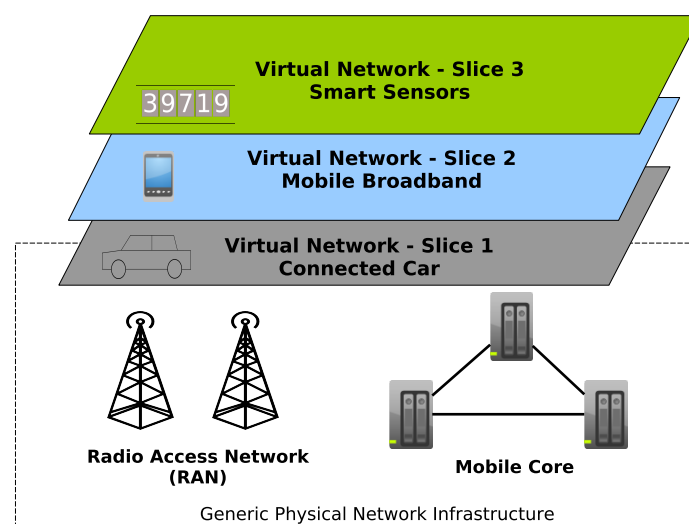 Virtual Network - Slice 3
Smart Sensors
39719
Virtual Network - Slice 2
Mobile Broadband
Virtual Network - Slice 1
Connected Car
Radio Access Network
(RAN)
Mobile Core
Generic Physical Network Infrastructure